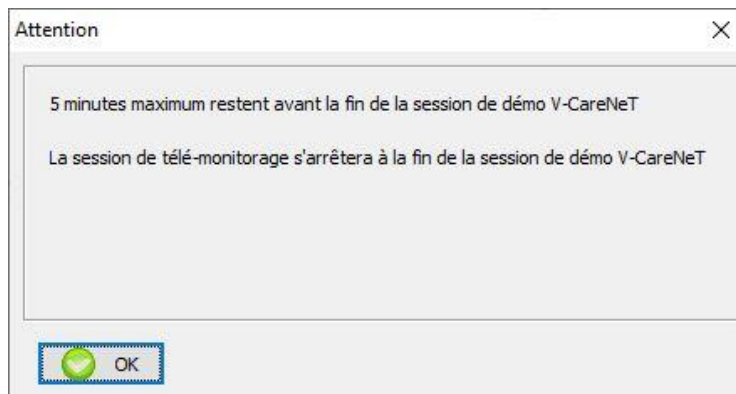 Attention
5 minutes maximum restent avant la fin de la session de démo V-CareNeT
La session de télé-monitorage s'arrêtera à la fin de la session de démo V-CareNeT
OK